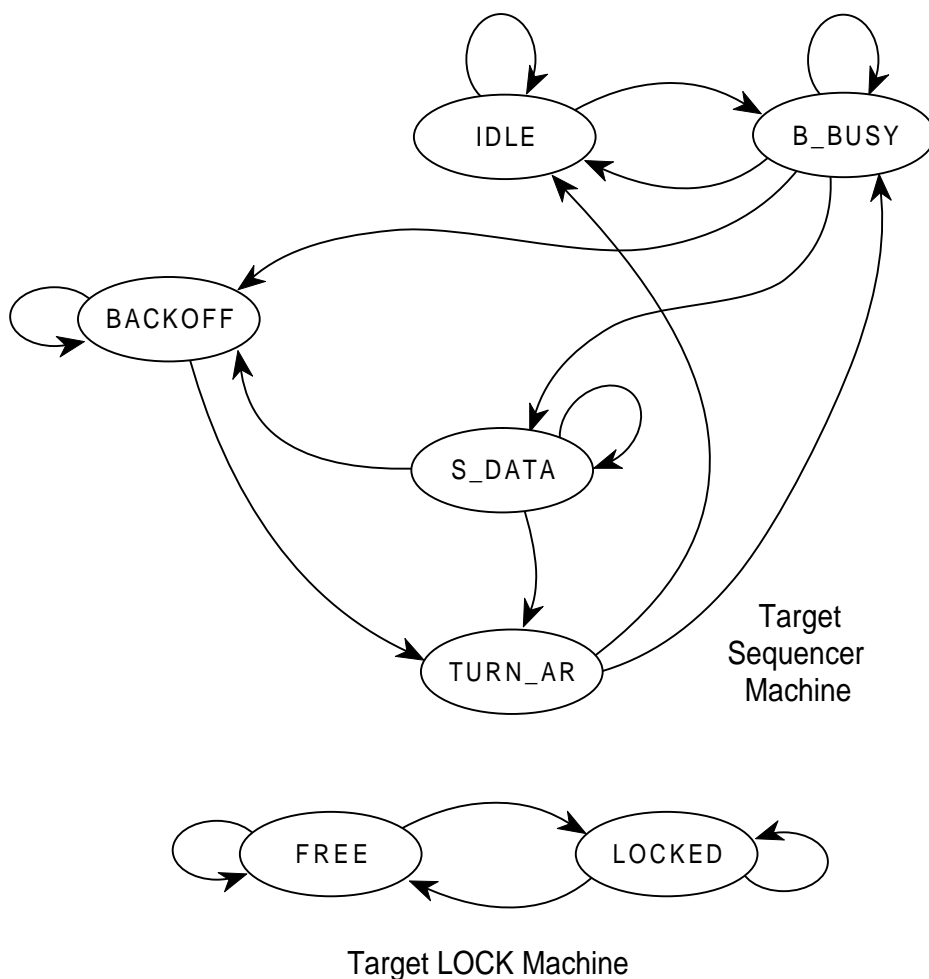 IDLE
B_BUSY
BACKOFF
S_DATA
TURN_AR
Target
Sequencer
Machine
FREE
LOCKED
Target LOCK Machine